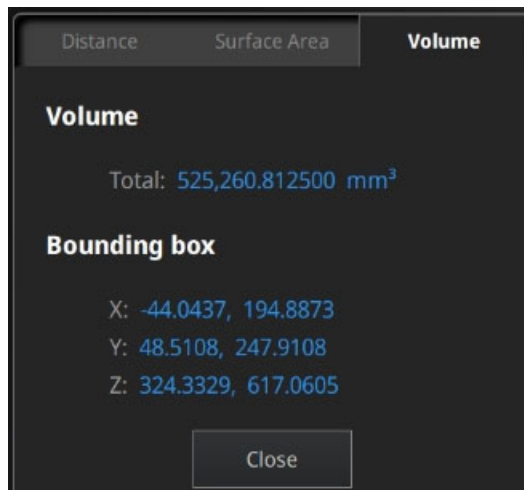 Distance Surface Area Volume
Volume
Total: 525,260.812500 mm³
Bounding box
X: -44.0437, 194.8873
Y: 48.5108, 247.9108
Z: 324.3329, 617.0605
Close